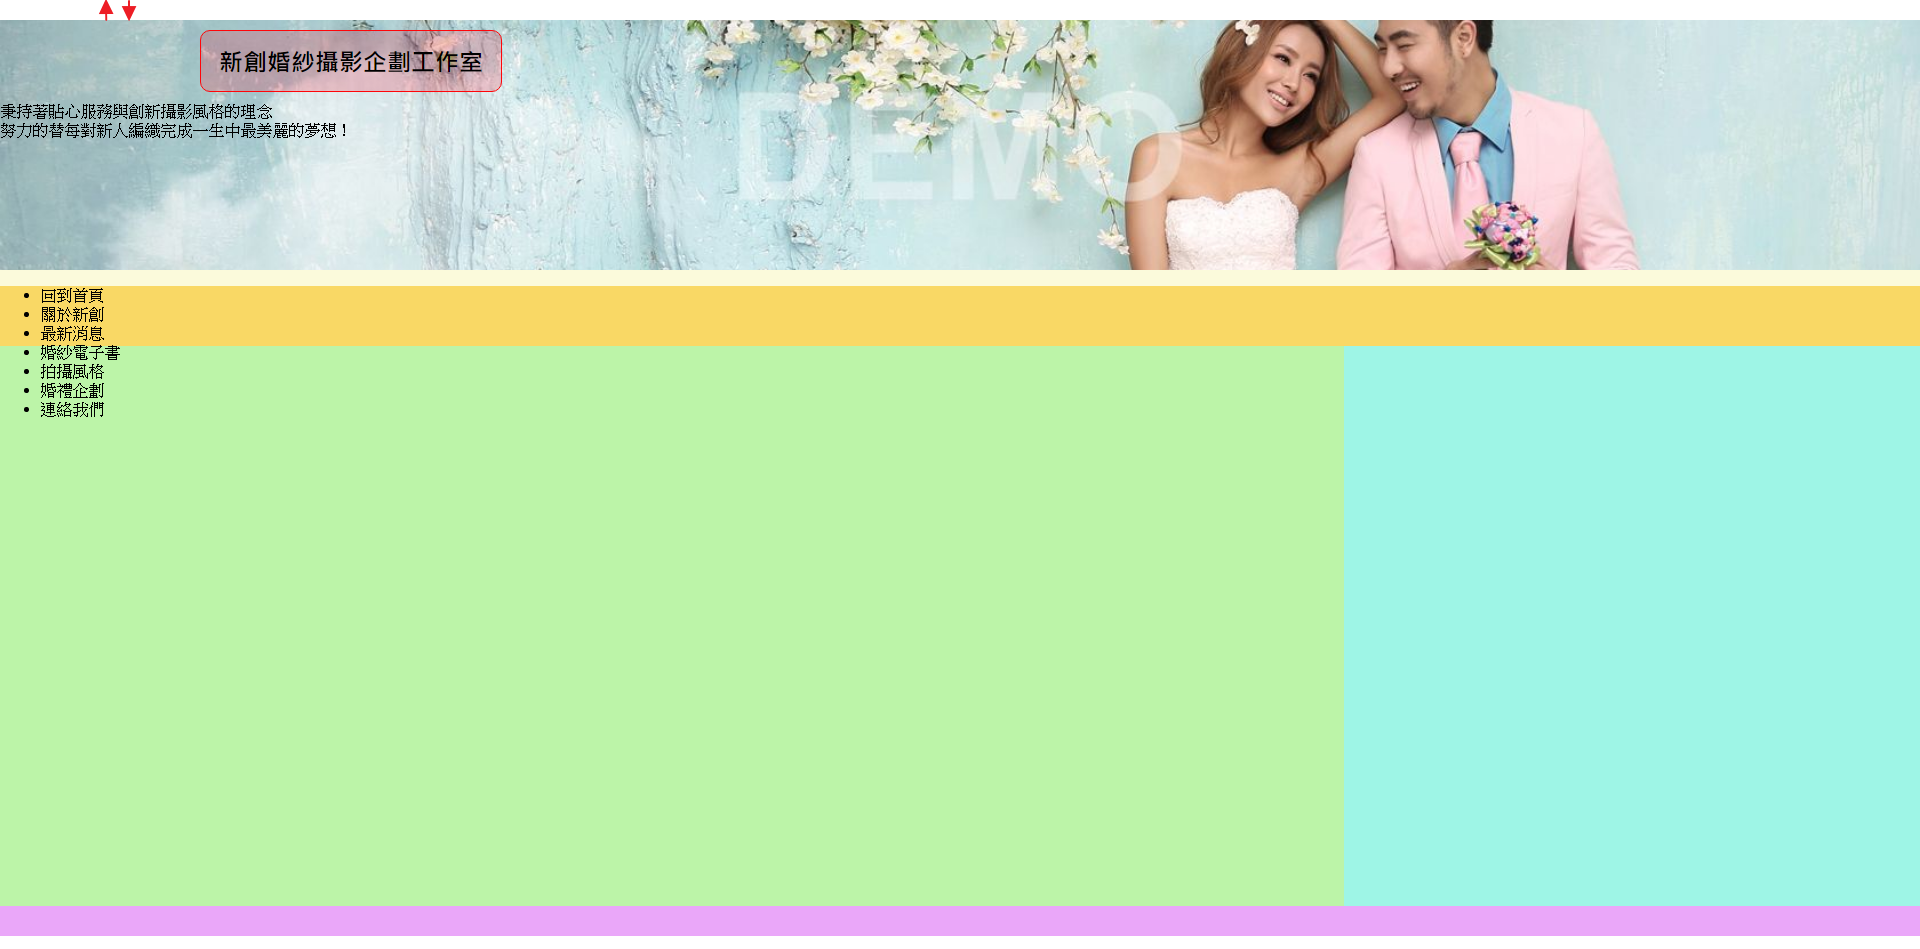 新創婚紗攝影企劃工作室
秉持著貼心服務與創新攝影風格的理念
努力的替每對新人編織完成一生中最美麗的夢想！
DEMO
回到首頁
關於新創
最新消息
婚紗電子書
拍攝風格
婚禮企劃
連絡我們